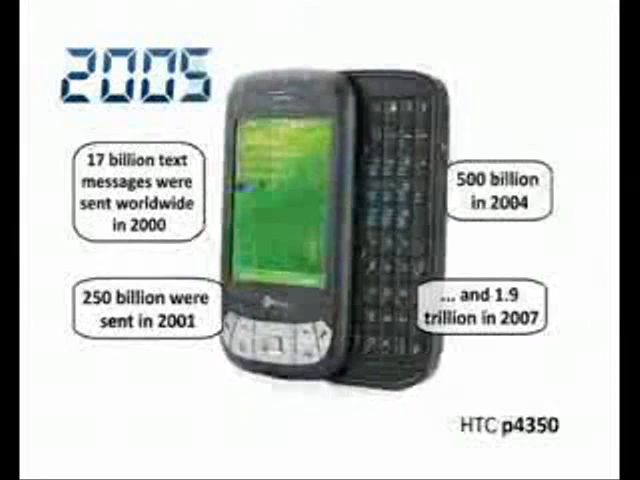 2005
17 billion text
messages were
sent worldwide
in 2000
500 billion
in 2004
250 billion were
sent in 2001
... and 1.9
trillion in 2007
HTC p4350